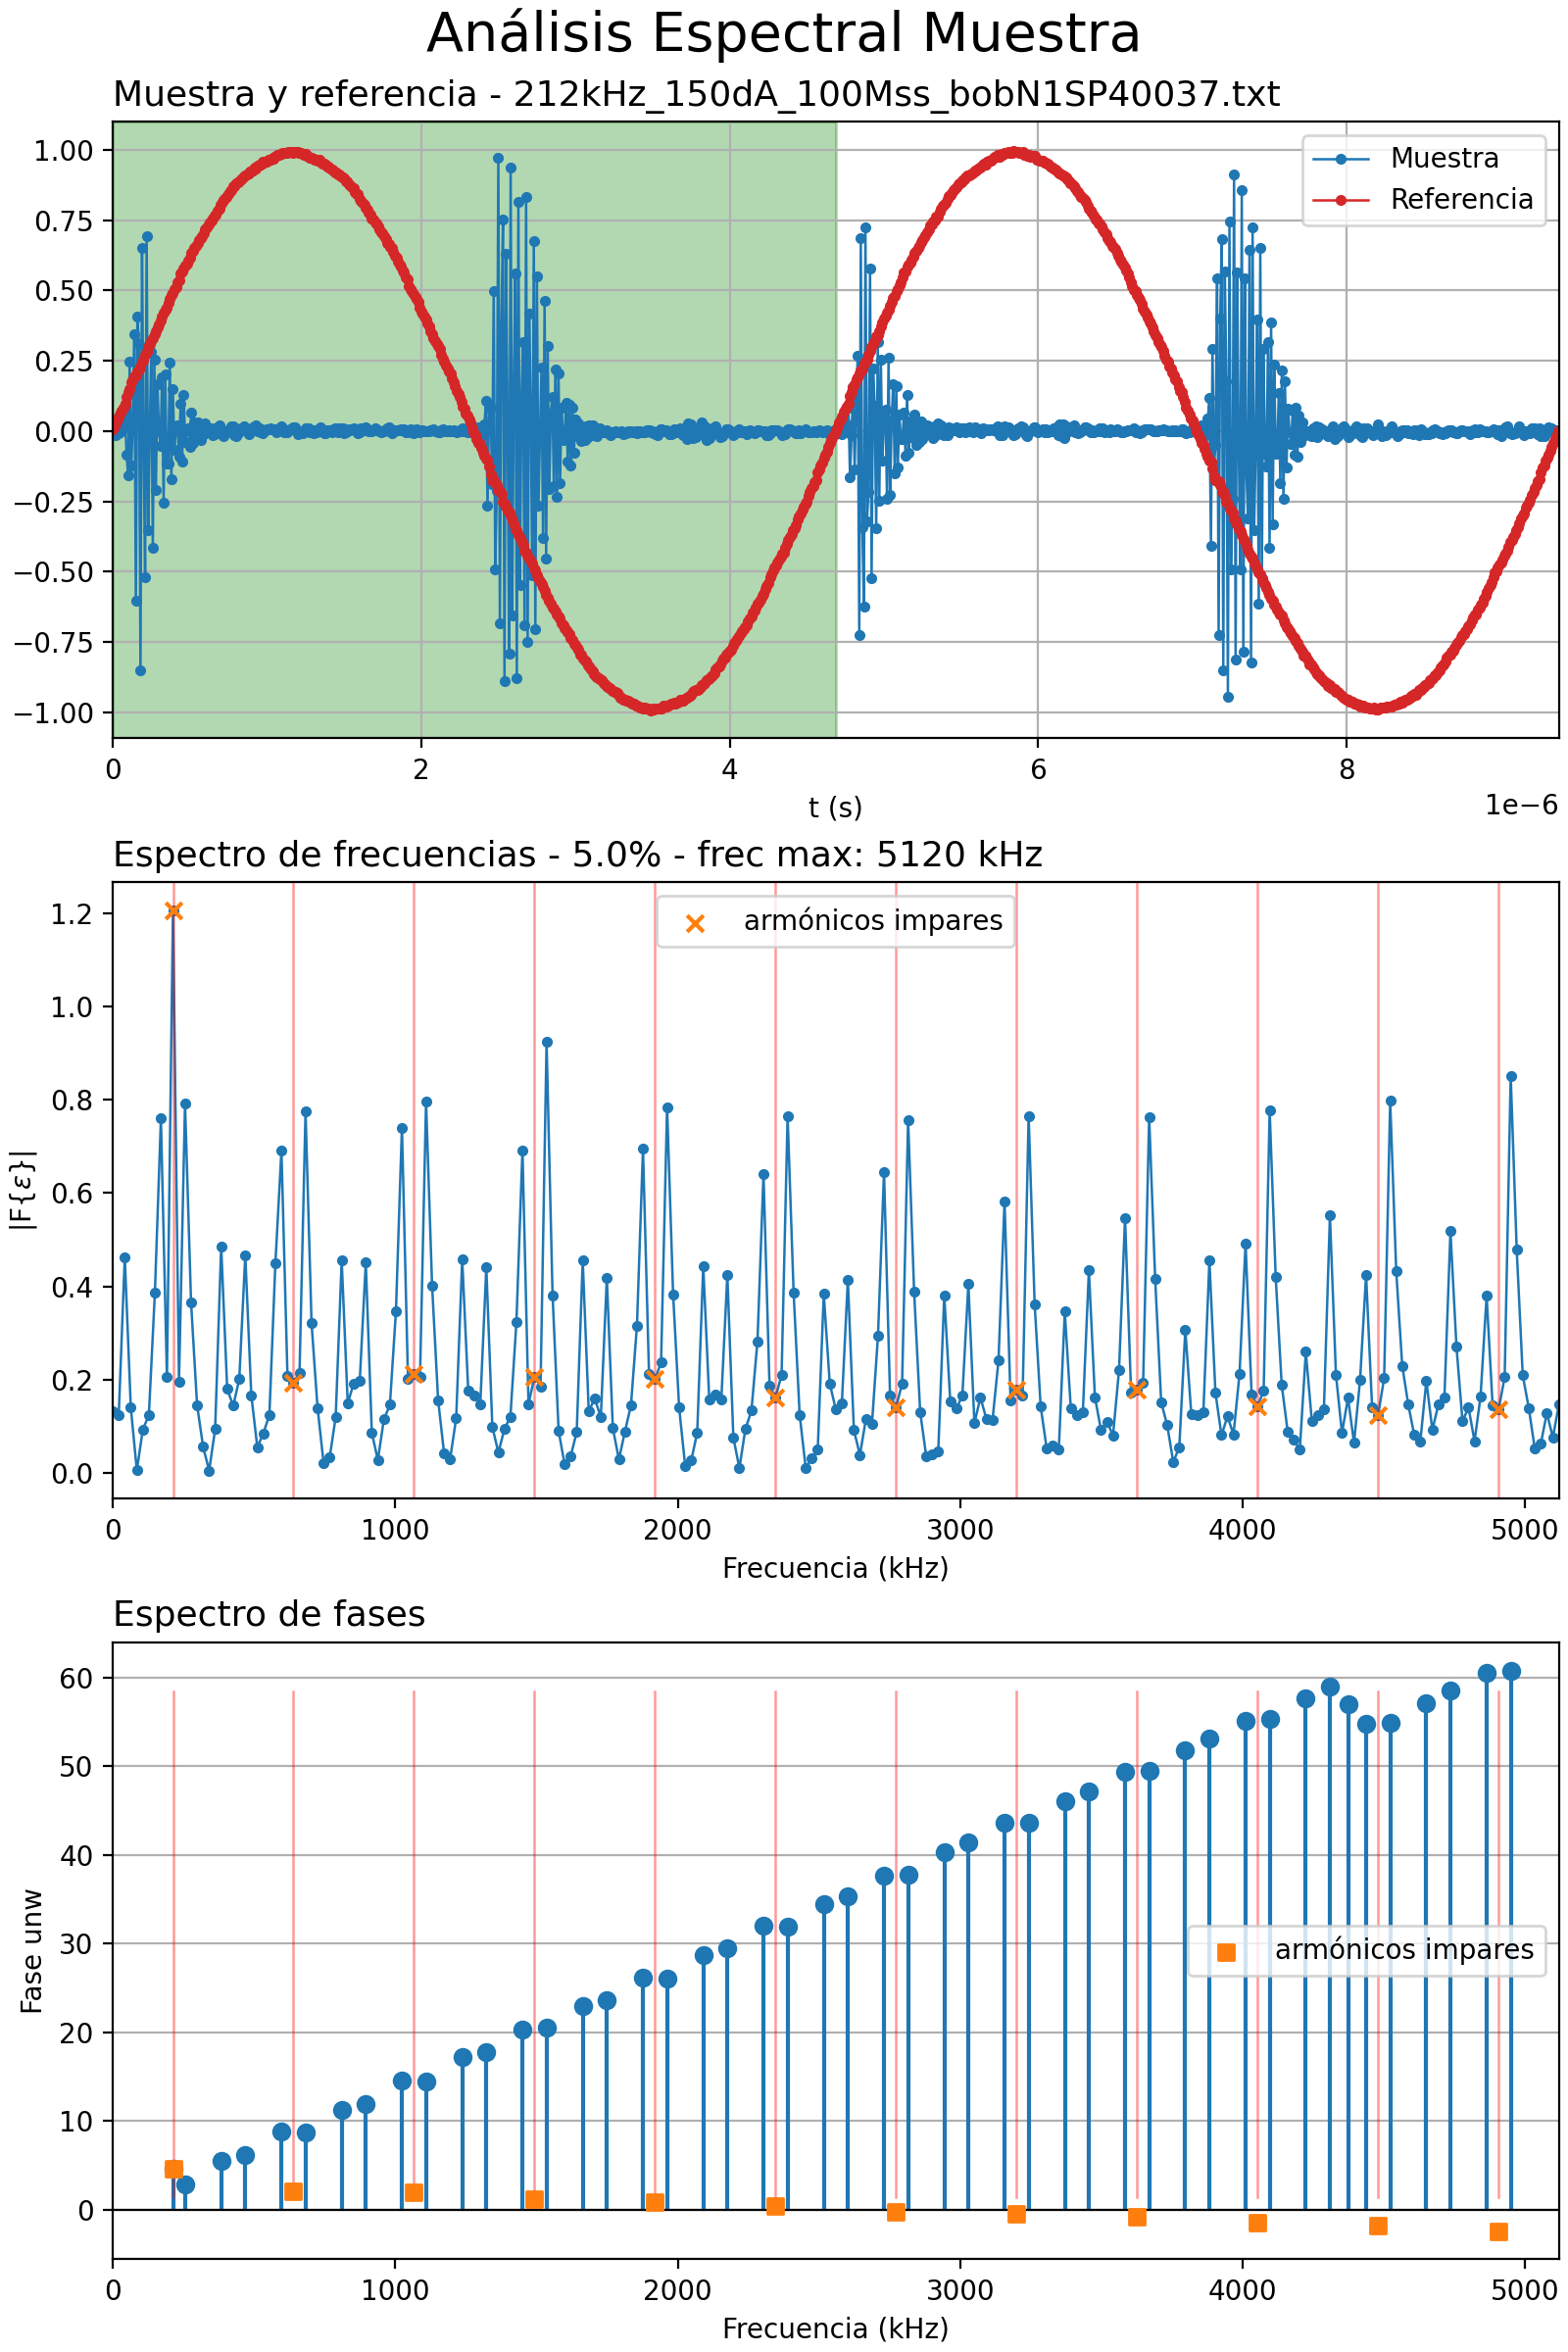 Análisis Espectral Muestra
Muestra y referencia - 212kHz_150dA_100Mss_bobN1SP40037.txt
1.00
0.75
0.50
0.25
0.00
−0.25
−0.50
−0.75
−1.00
Muestra
Referencia
0 2 4 6 8
t (s)
1e−6
Espectro de frecuencias - 5.0% - frec max: 5120 kHz
1.2
1.0
0.8
0.6
0.4
0.2
0.0
|F{ε}|
armónicos impares
0 1000 2000 3000 4000 5000
Frecuencia (kHz)
Espectro de fases
60
50
40
30
20
10
0
Fase unw
armónicos impares
0 1000 2000 3000 4000 5000
Frecuencia (kHz)